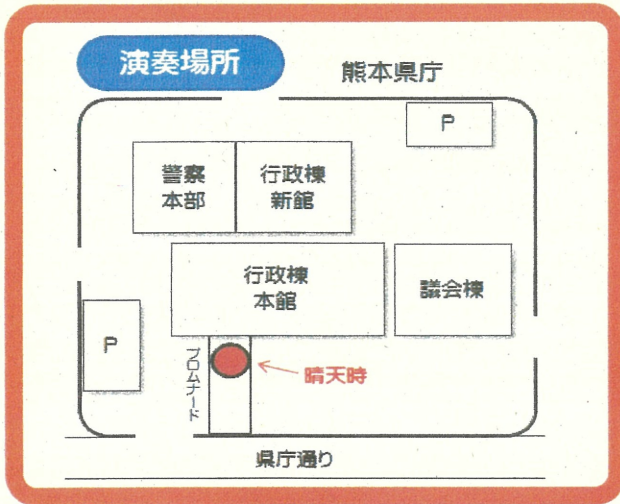 演奏場所
熊本県庁
P
警察
本部
行政棟
新館
行政棟
本館
議会棟
P
プロムナード
晴天時
県庁通り